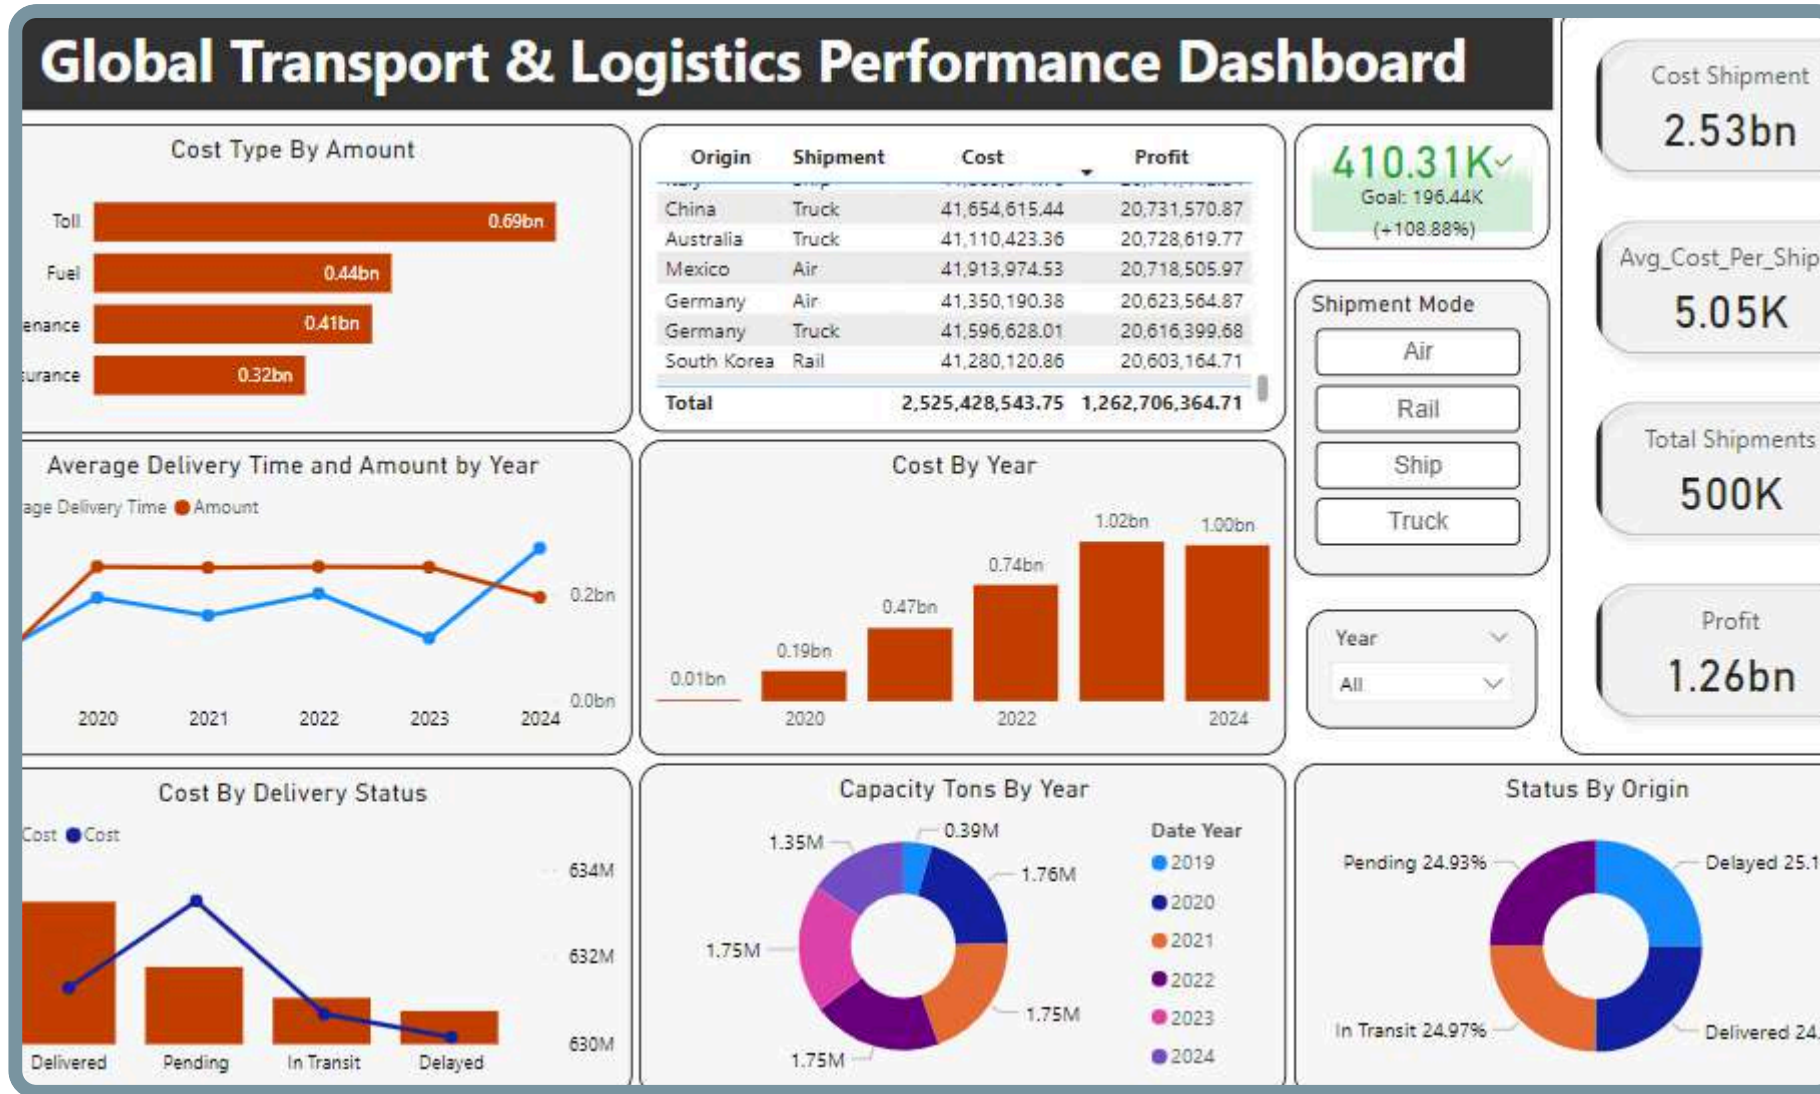 Global Transport & Logistics Performance Dashboard
Cost Type By Amount
Toll
0.69bn
Fuel
0.44bn
enance
0.41bn
urance
0.32bn
Origin Shipment Cost Profit
China Truck 41,654,615.44 20,731,570.87
Australia Truck 41,110,423.36 20,728,619.77
Mexico Air 41,913,974.53 20,718,505.97
Germany Air 41,350,190.38 20,623,564.87
Germany Truck 41,596,628.01 20,616,399.68
South Korea Rail 41,280,120.86 20,603,164.71
Total 2,525,428,543.75 1,262,706,364.71
410.31K
Goal: 196.44K
(+108.88%)
Shipment Mode
Air
Rail
Ship
Truck
Year
All
Cost Shipment
2.53bn
Avg_Cost_Per_Ship
5.05K
Total Shipments
500K
Profit
1.26bn
Average Delivery Time and Amount by Year
age Delivery Time Amount
0.2bn
0.0bn
2020 2021 2022 2023 2024
Cost By Year
0.01bn
0.19bn
0.47bn
0.74bn
1.02bn
1.00bn
2020 2022 2024
Cost By Delivery Status
Cost Cost
634M
632M
630M
Delivered Pending In Transit Delayed
Capacity Tons By Year
0.39M
1.76M
1.75M
1.75M
1.75M
1.35M
Date Year
2019
2020
2021
2022
2023
2024
Status By Origin
Pending 24.93%
Delayed 25.1
In Transit 24.97%
Delivered 24.